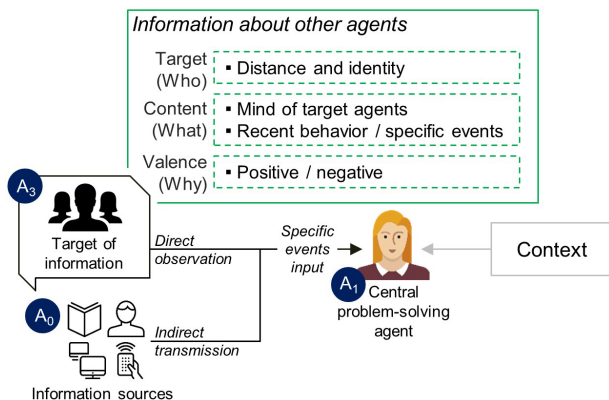 Information about other agents
Target
(Who)
▪ Distance and identity
Content
(What)
▪ Mind of target agents
▪ Recent behavior / specific events
Valence
(Why)
▪ Positive / negative
A3
Target of
information
Direct
observation
Specific
events
input
A1
Central
problem-solving
agent
Context
A0
Indirect
transmission
Information sources